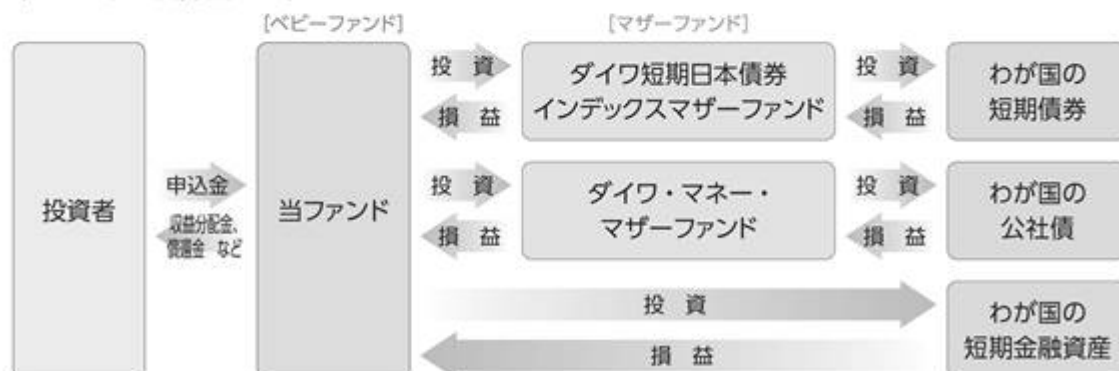 [ベビーファンド]
[マザーファンド]
投資者
申込金
収益分配金、
償還金 など
当ファンド
投資
損益
ダイワ短期日本債券
インデックスマザーファンド
投資
損益
わが国の
短期債券
投資
損益
ダイワ・マネー・
マザーファンド
投資
損益
わが国の
公社債
投資
損益
わが国の
短期金融資産